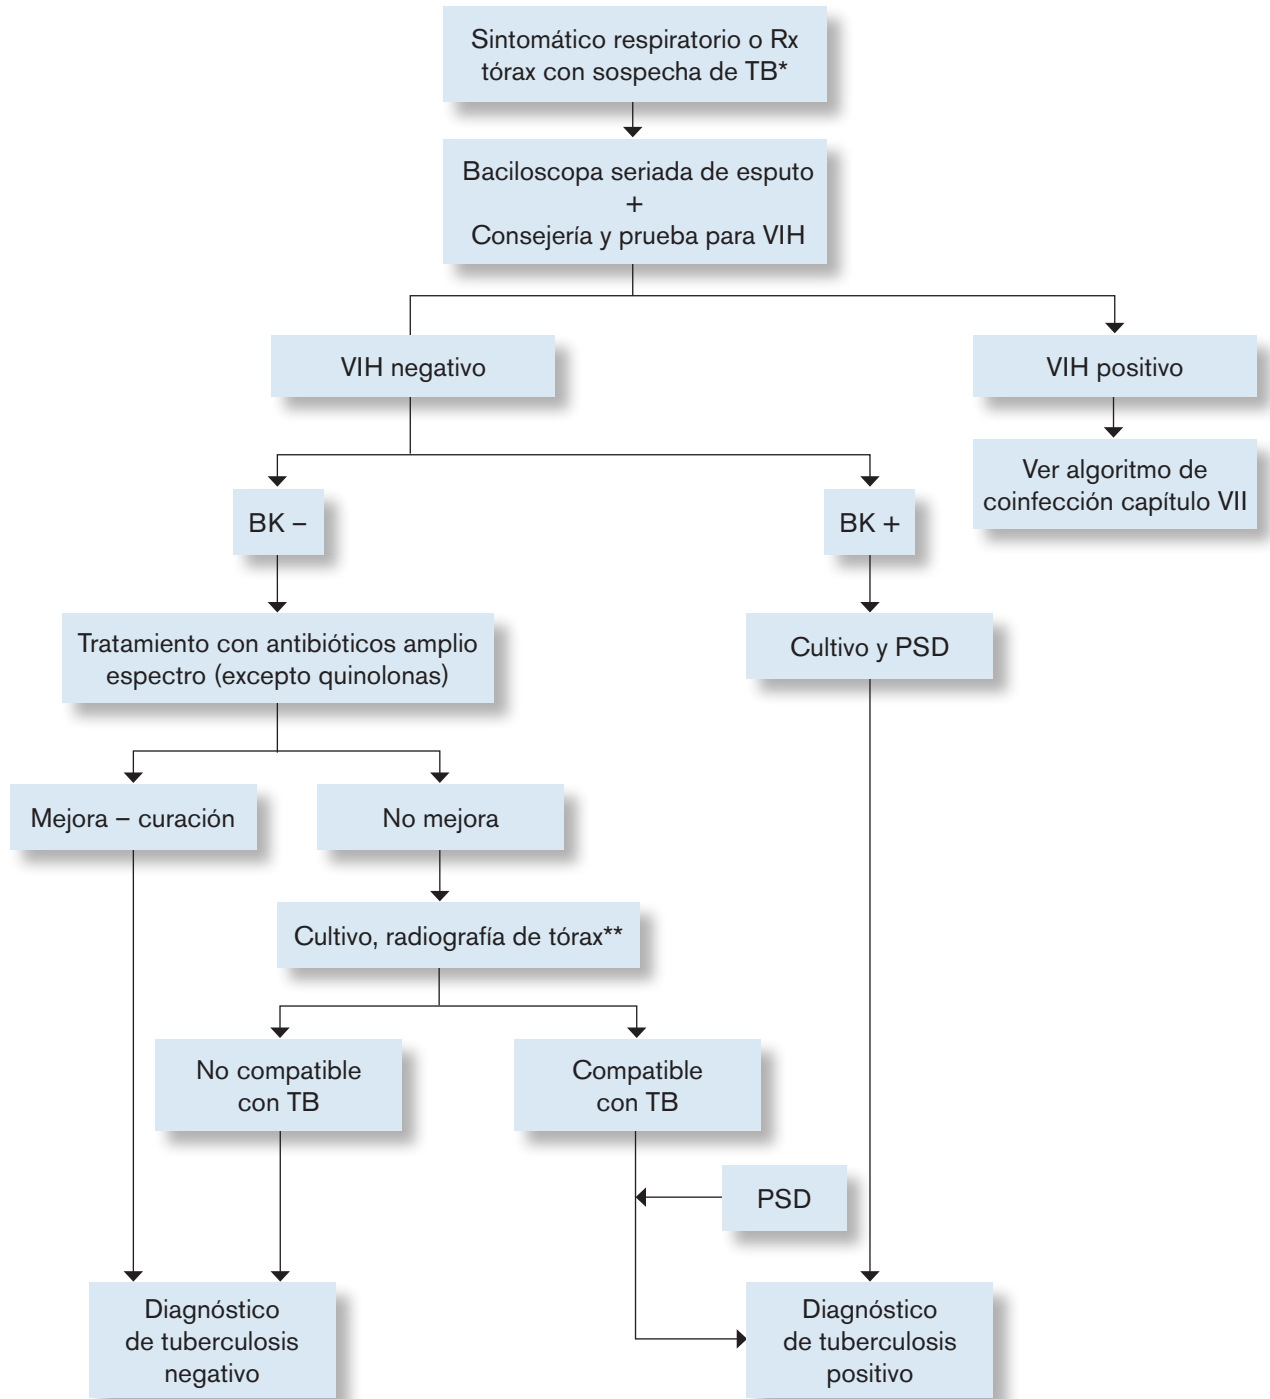 Sintomático respiratorio o Rx
tórax con sospecha de TB*
Baciloscopa seriada de esputo
+
Consejería y prueba para VIH
VIH negativo
VIH positivo
Ver algoritmo de
coinfección capítulo VII
BK –
BK +
Tratamiento con antibióticos amplio
espectro (excepto quinolonas)
Cultivo y PSD
Mejora – curación
No mejora
Cultivo, radiografía de tórax**
No compatible
con TB
Compatible
con TB
PSD
Diagnóstico
de tuberculosis
negativo
Diagnóstico
de tuberculosis
positivo